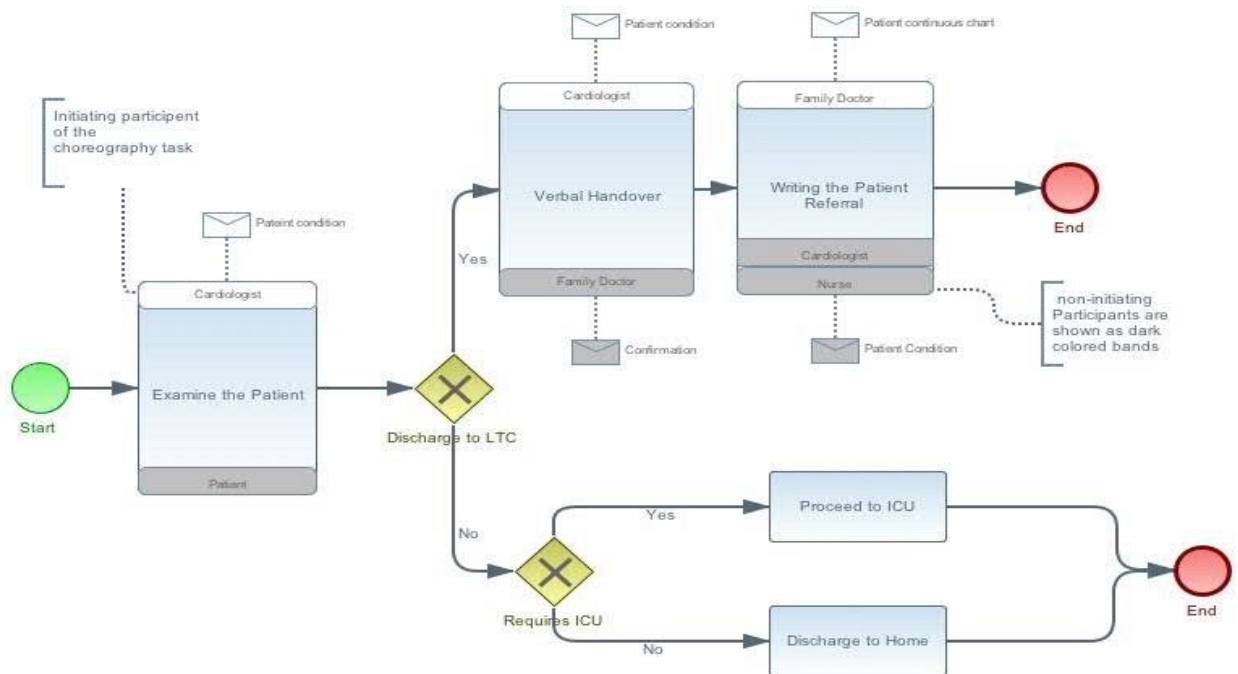 Patient condition
Patient continuous chart
Cardiologist
Family Doctor
Initiating participent
of the
choreography task
Verbal Handover
Writing the Patient
Referral
End
Pateint condition
Yes
Cardiologist
Family Doctor
Cardiologist
Nurse
non-initiating
Participants are
shown as dark
colored bands
Confirmation
Patient Condition
Examine the Patient
Start
Discharge to LTC
Patient
No
Yes
Proceed to ICU
Requires ICU
No
Discharge to Home
End